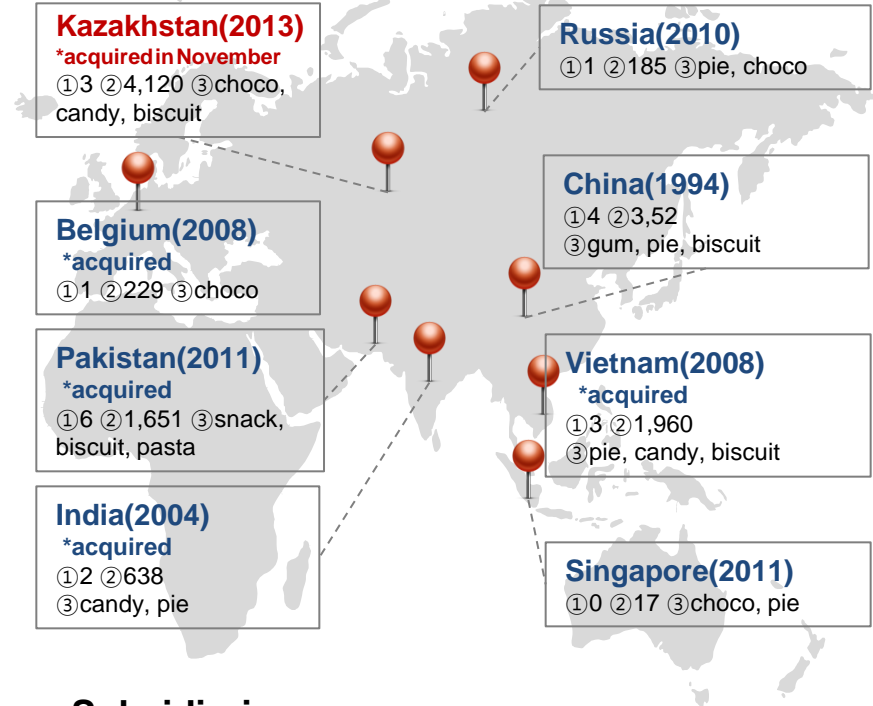 Kazakhstan(2013)
*acquired in November
①3 ②4,120 ③choco,
candy, biscuit
Russia(2010)
①1 ②185 ③pie, choco
China(1994)
①4 ②3,52
③gum, pie, biscuit
Belgium(2008)
*acquired
①1 ②229 ③choco
Pakistan(2011)
*acquired
①6 ②1,651 ③snack,
biscuit, pasta
Vietnam(2008)
*acquired
①3 ②1,960
③pie, candy, biscuit
India(2004)
*acquired
①2 ②638
③candy, pie
Singapore(2011)
①0 ②17 ③choco, pie